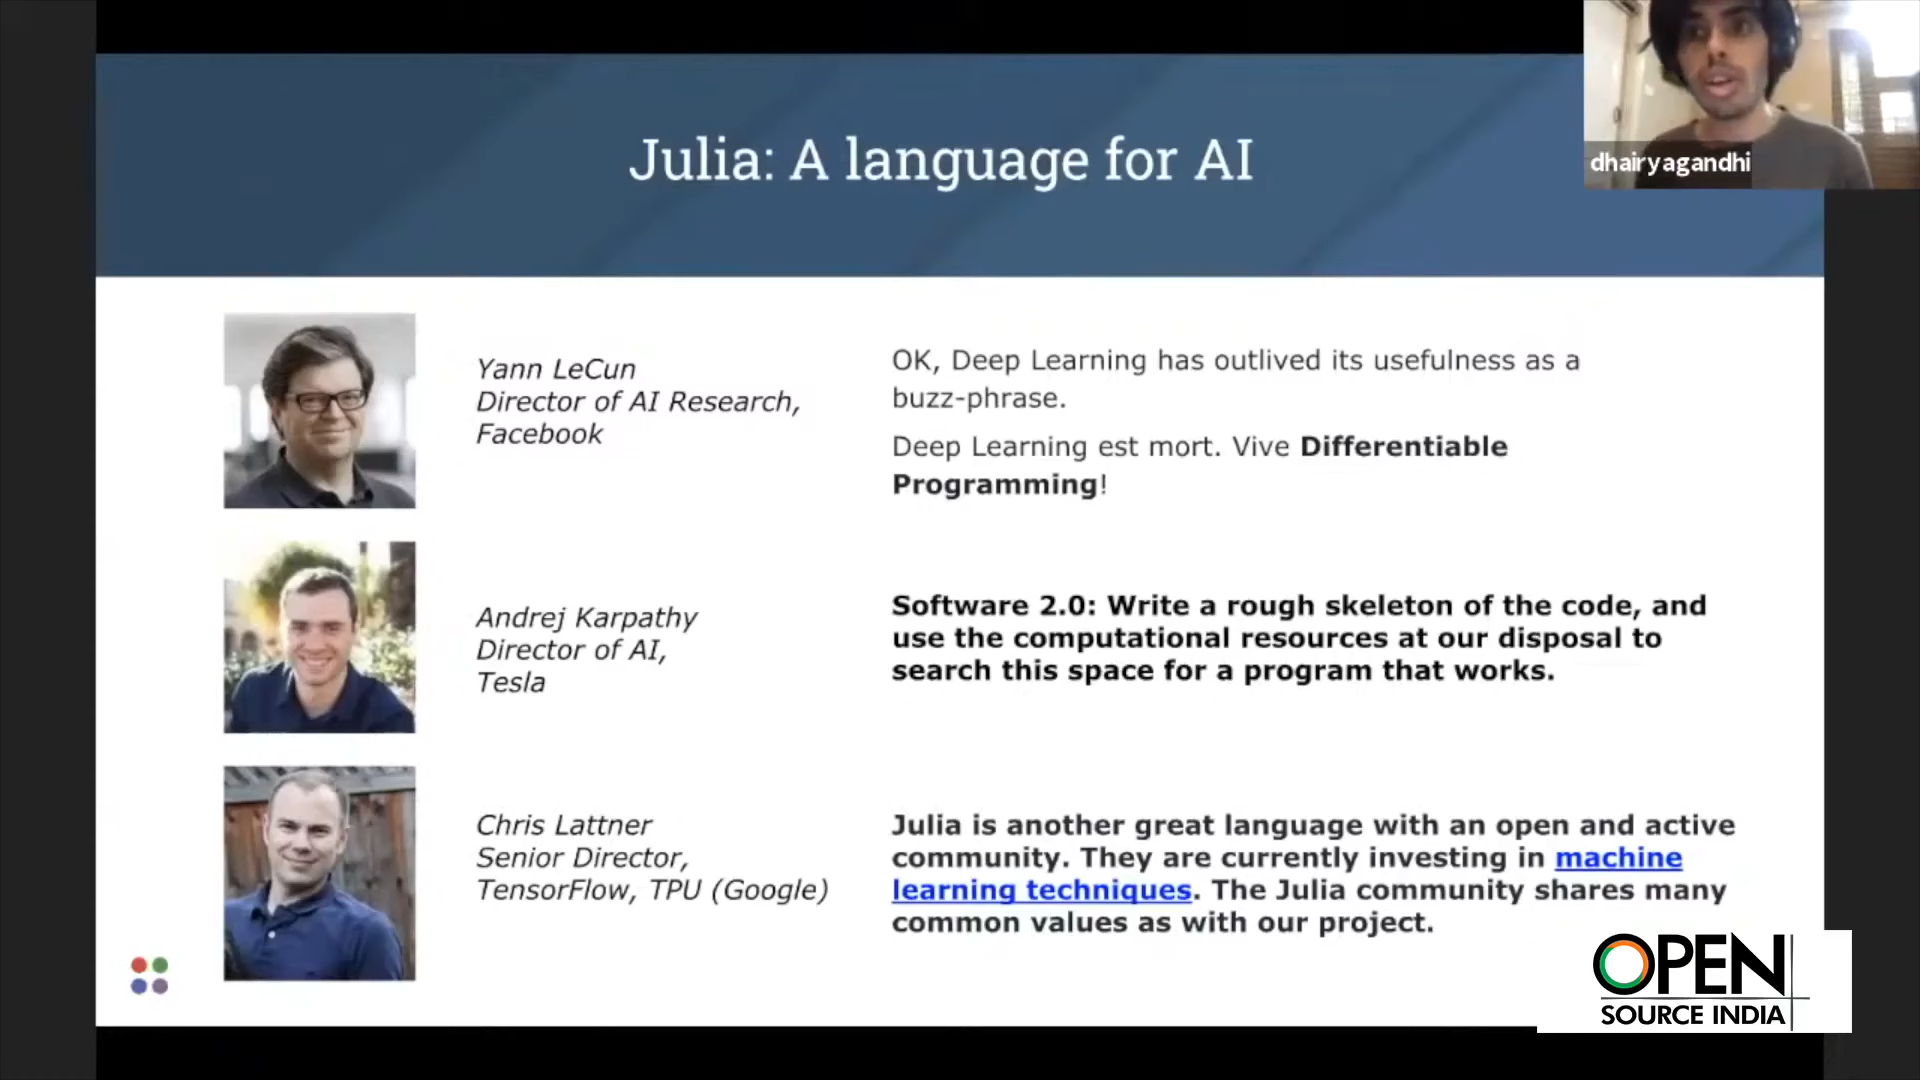 Julia: A language for AI
dhairyagandhi
Yann LeCun
Director of AI Research,
Facebook
OK, Deep Learning has outlived its usefulness as a
buzz-phrase.
Deep Learning est mort. Vive Differentiable
Programming!
Andrej Karpathy
Director of AI,
Tesla
Software 2.0: Write a rough skeleton of the code, and
use the computational resources at our disposal to
search this space for a program that works.
Chris Lattner
Senior Director,
TensorFlow, TPU (Google)
Julia is another great language with an open and active
community. They are currently investing in machine
learning techniques. The Julia community shares many
common values as with our project.
OPEN
SOURCE INDIA